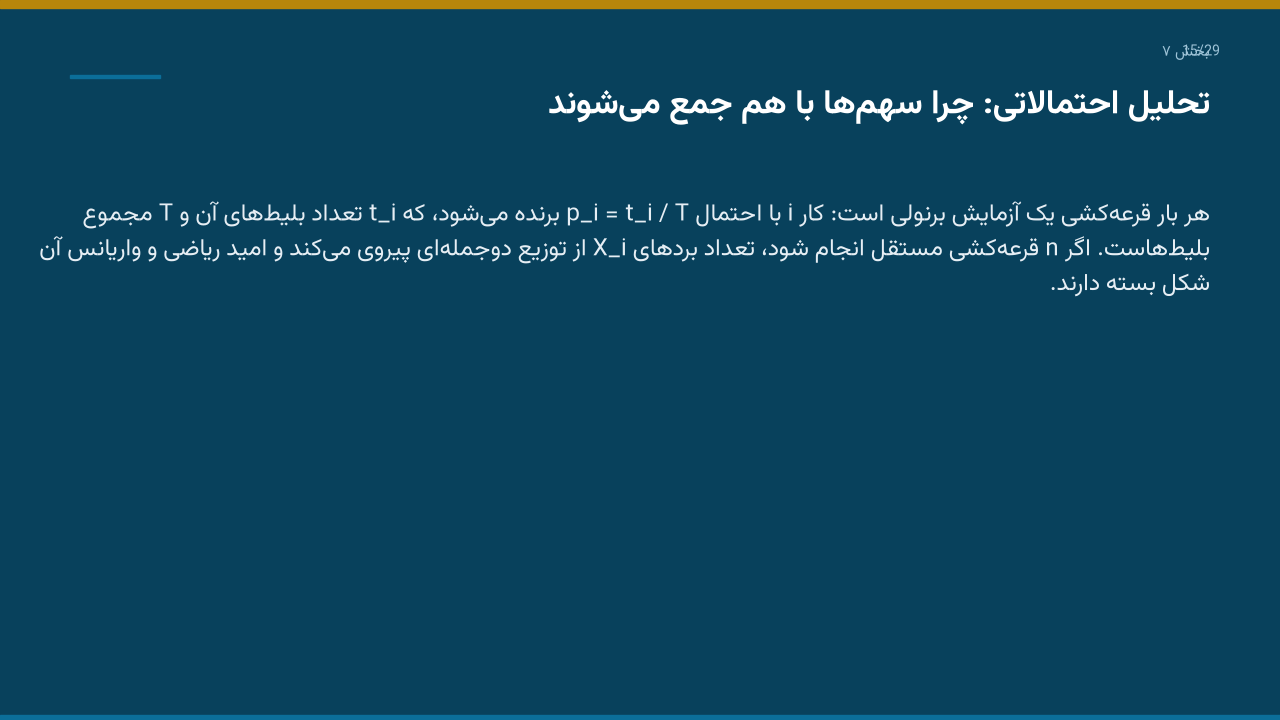 بخش ۷
15/29
تحلیل احتمالاتی: چرا سهم‌ها با هم جمع می‌شوند
هر بار قرعه‌کشی یک آزمایش برنولی است: کار i با احتمال p_i = t_i / T برنده می‌شود، که t_i تعداد بلیط‌های آن و T مجموع
بلیط‌هاست. اگر n قرعه‌کشی مستقل انجام شود، تعداد بردهای X_i از توزیع دوجمله‌ای پیروی می‌کند و امید ریاضی و واریانس آن
شکل بسته دارند.